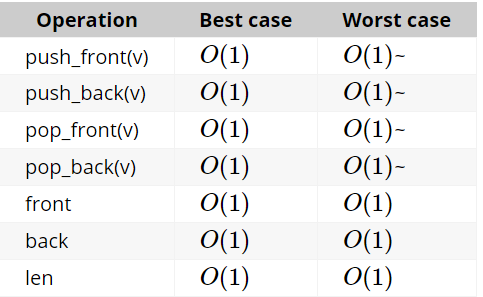 Operation Best case Worst case
push_front(v) O(1) O(1)~
push_back(v) O(1) O(1)~
pop_front(v) O(1) O(1)~
pop_back(v) O(1) O(1)~
front O(1) O(1)
back O(1) O(1)
len O(1) O(1)